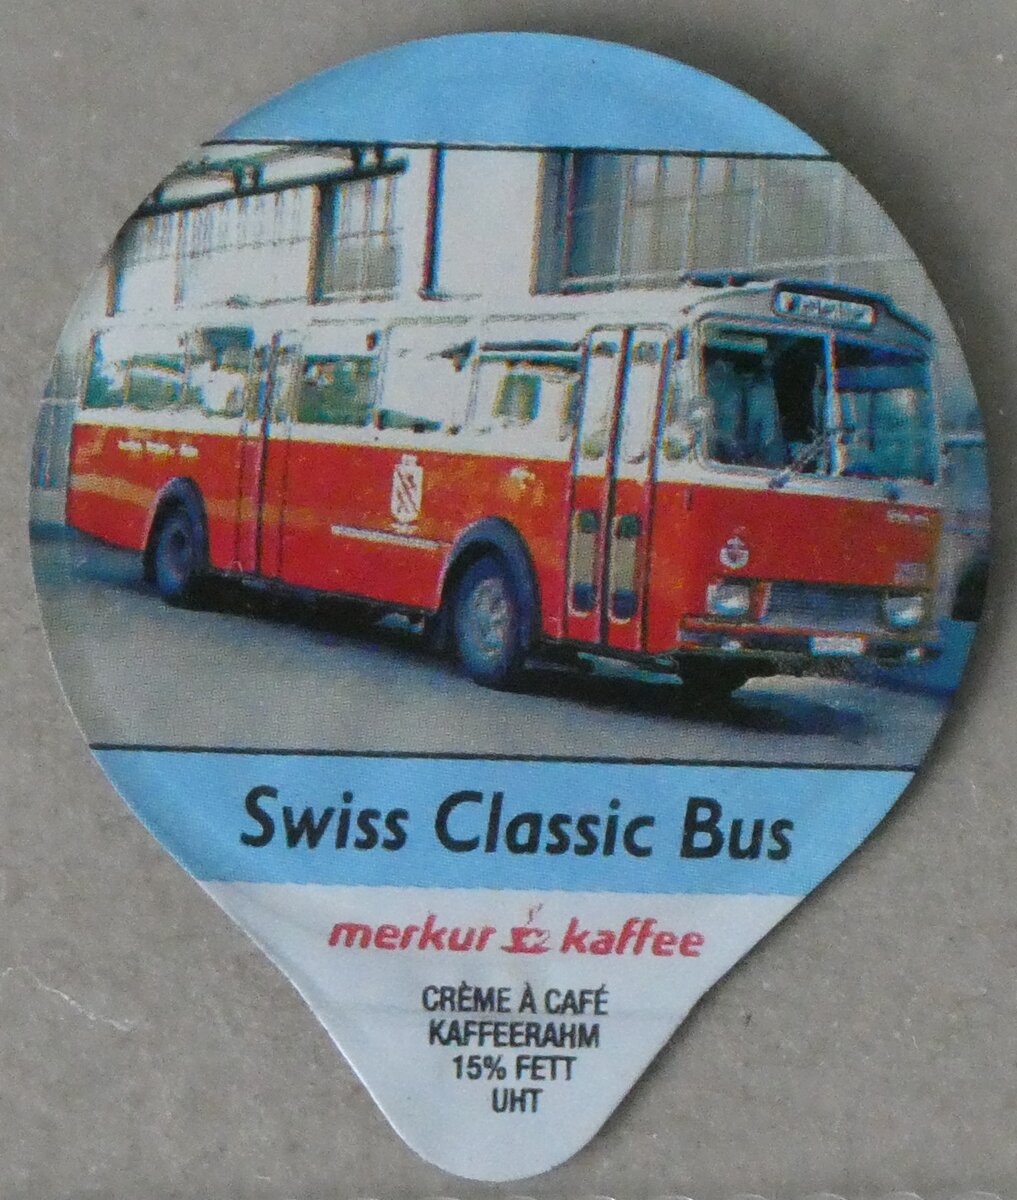 Swiss Classic Bus
merkur kaffee
CRÈME À CAFÉ
KAFFEERAHM
15% FETT
UHT